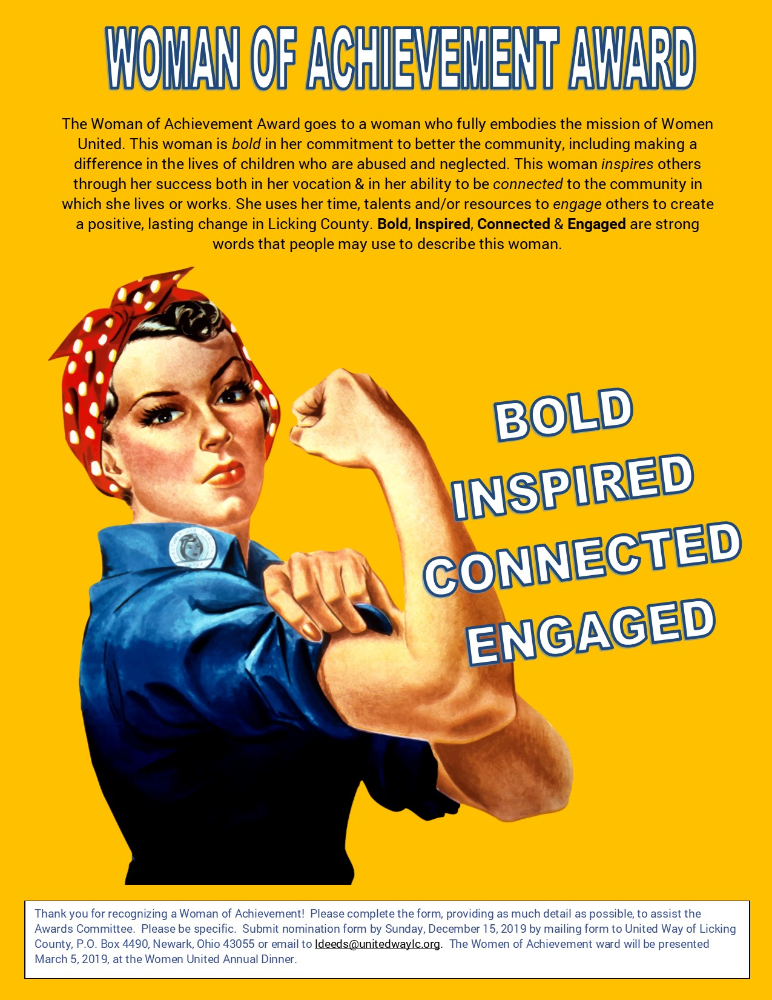 WOMAN OF ACHIEVEMENT AWARD
The Woman of Achievement Award goes to a woman who fully embodies the mission of Women
United. This woman is bold in her commitment to better the community, including making a
difference in the lives of children who are abused and neglected. This woman inspires others
through her success both in her vocation & in her ability to be connected to the community in
which she lives or works. She uses her time, talents and/or resources to engage others to create
a positive, lasting change in Licking County. Bold, Inspired, Connected & Engaged are strong
words that people may use to describe this woman.
BOLD
INSPIRED
CONNECTED
ENGAGED
Thank you for recognizing a Woman of Achievement! Please complete the form, providing as much detail as possible, to assist the
Awards Committee. Please be specific. Submit nomination form by Sunday, December 15, 2019 by mailing form to United Way of Licking
County, P.O. Box 4490, Newark, Ohio 43055 or email to ldeeds@unitedwaylc.org. The Women of Achievement ward will be presented
March 5, 2019, at the Women United Annual Dinner.